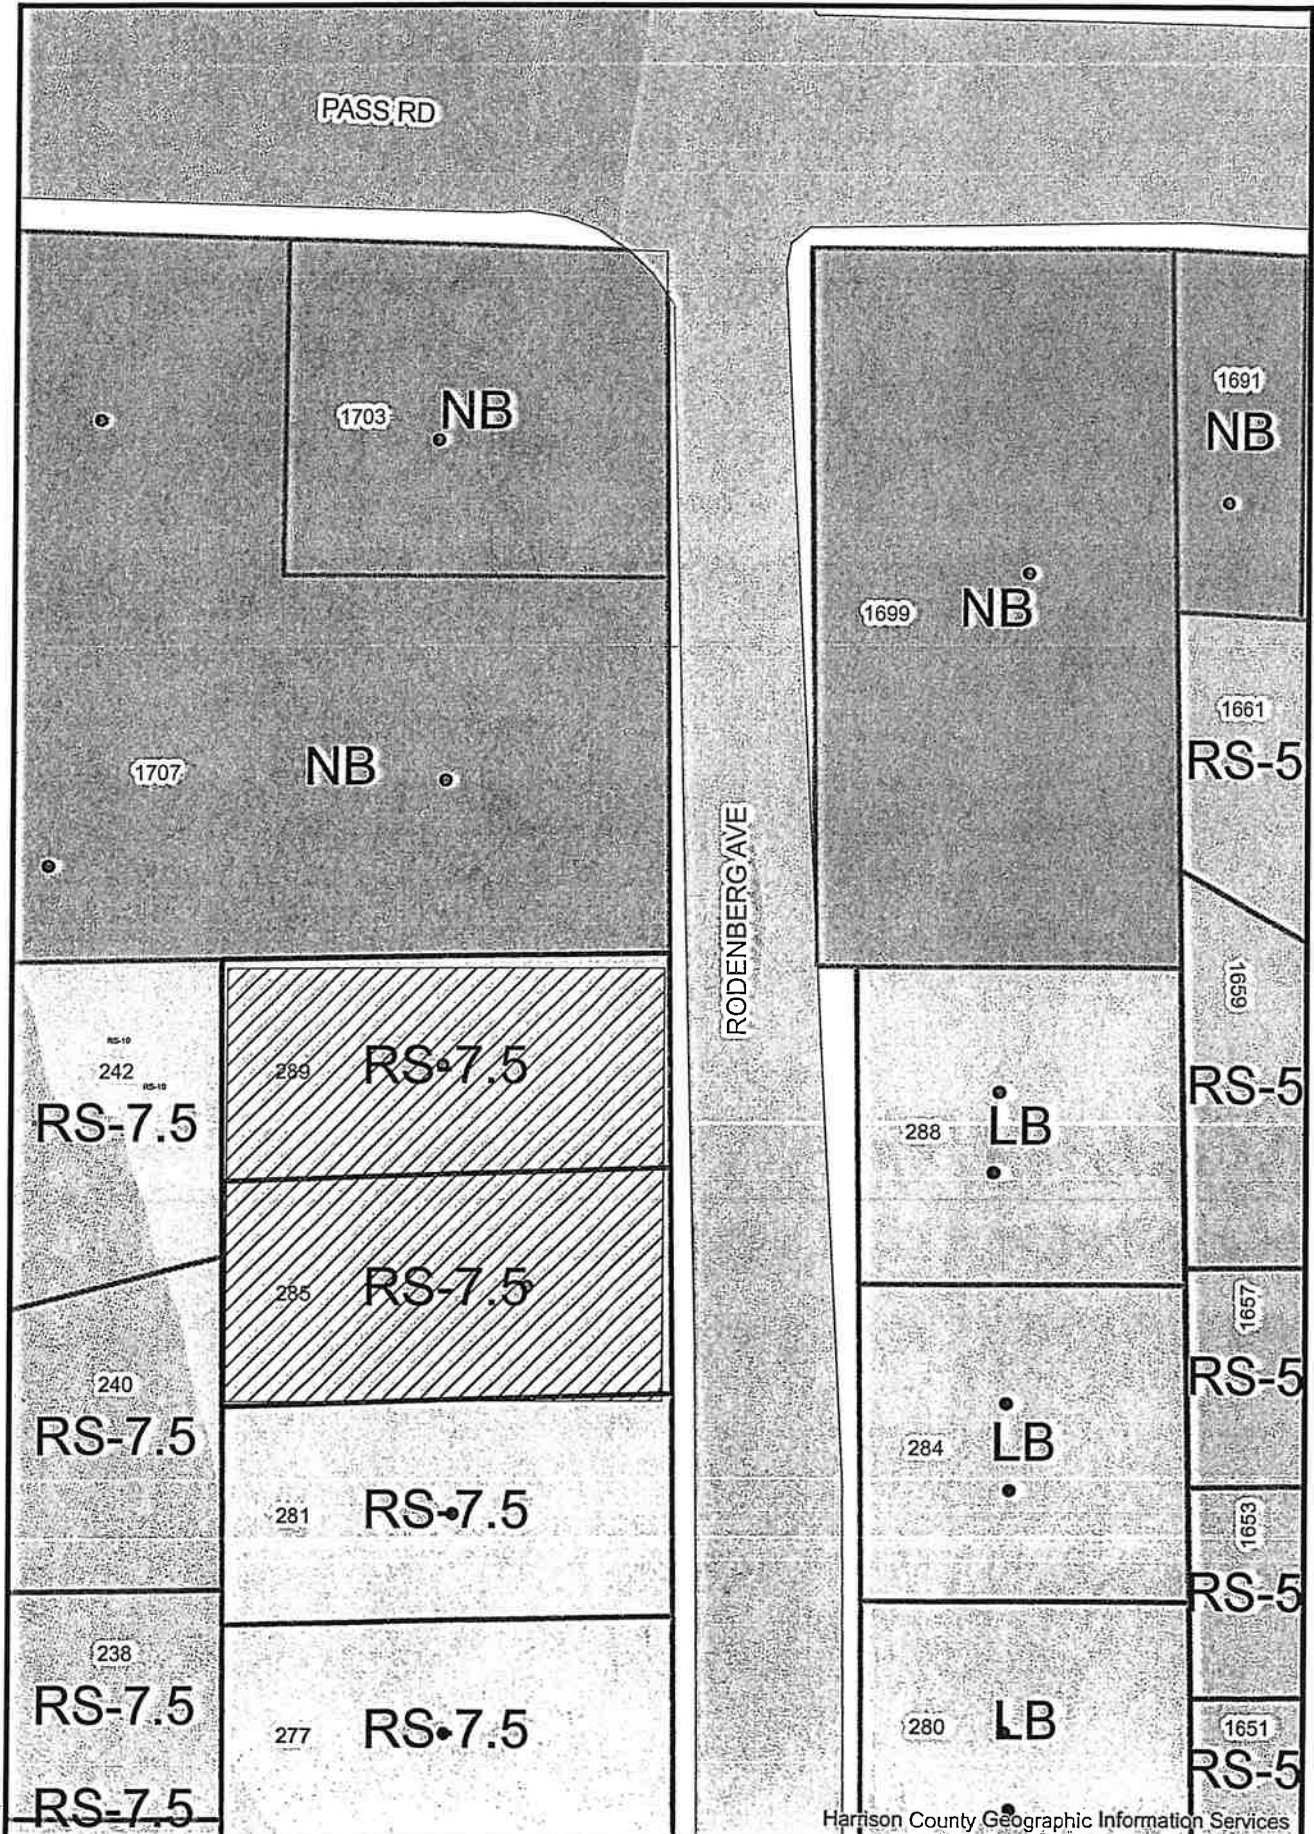 PASS RD
1703 NB
1691
NB
1699 NB
1661
RS-5
1707 NB
RODENBERG AVE
1659
RS-5
RS-10
242
RS-10
RS-7.5
289 RS-7.5
288 LB
285 RS-7.5
1657
RS-5
240
RS-7.5
284 LB
281 RS-7.5
1653
RS-5
238
RS-7.5
277 RS-7.5
280 LB
1651
RS-5
RS-7.5
Harrison County Geographic Information Services